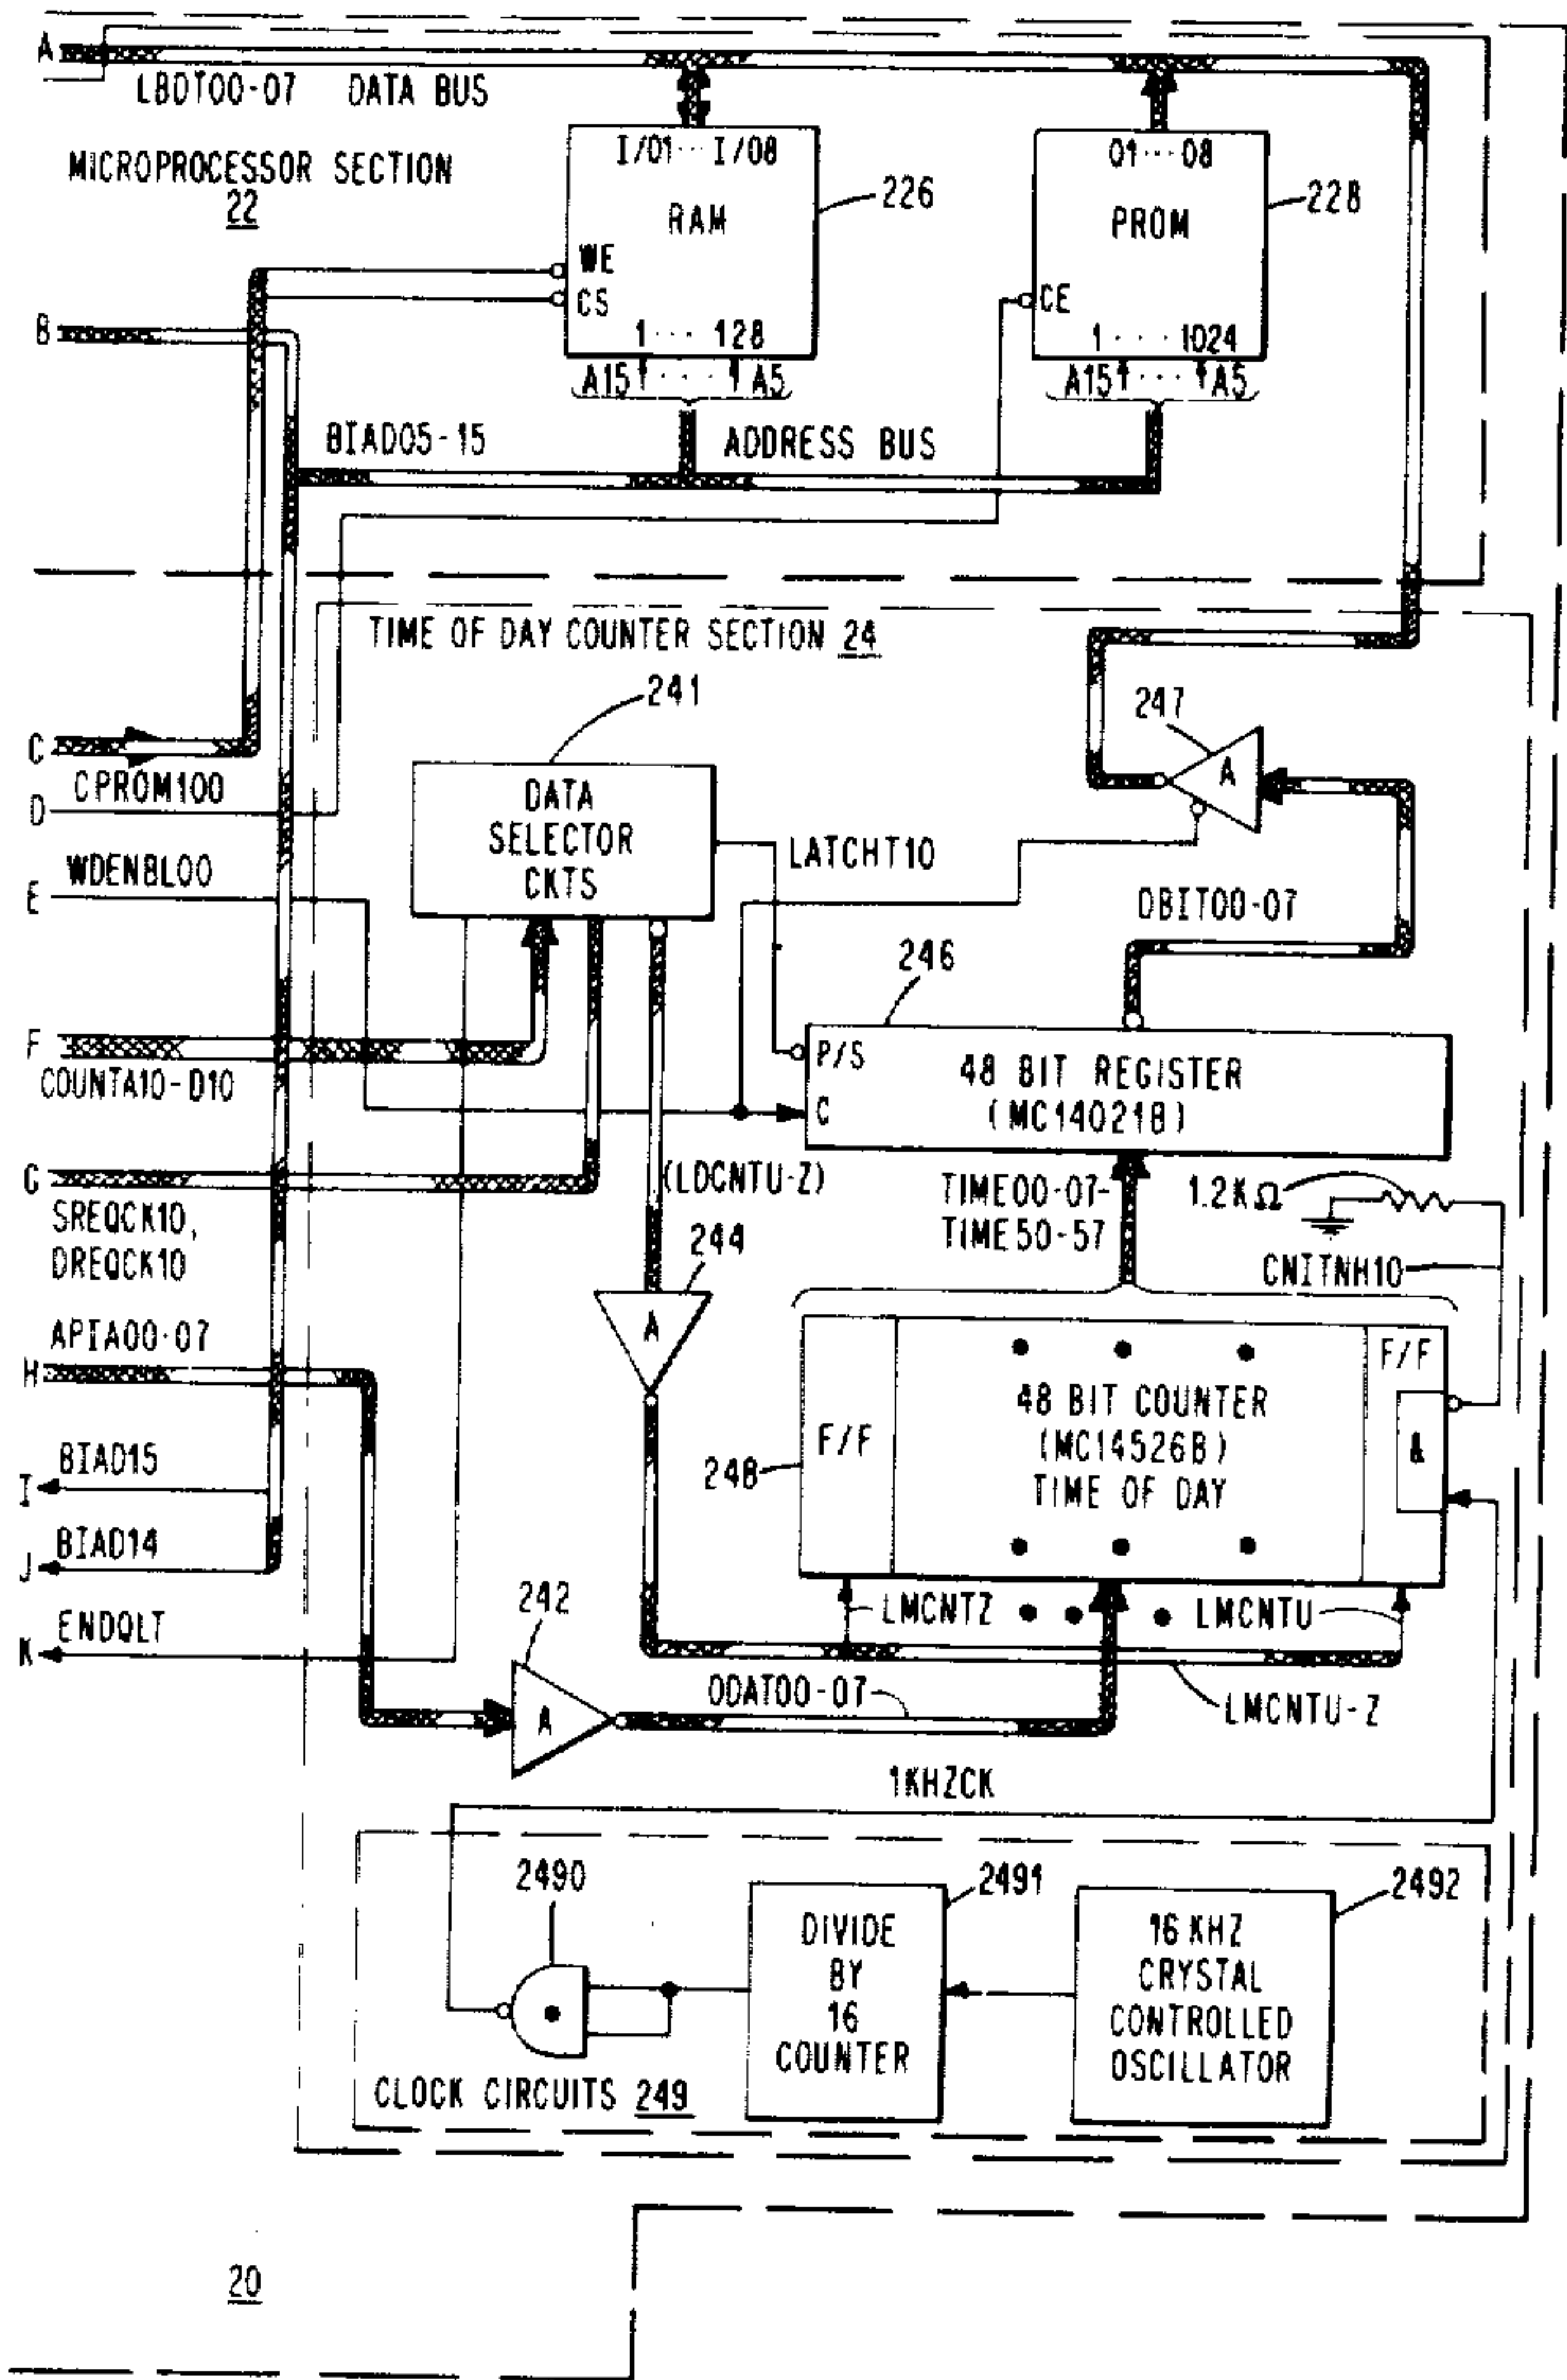 A
LBDT00-07 DATA BUS
MICROPROCESSOR SECTION
22
I/01 ··· I/08
RAM
WE
CS
1 ··· 128
A15 ··· A5
226
01 ··· 08
PROM
CE
1 ··· 1024
A15 ··· A5
228
B
BIAD05-15
ADDRESS BUS
TIME OF DAY COUNTER SECTION 24
C
CPROM100
D
WDENBL00
E
241
DATA
SELECTOR
CKTS
LATCHT10
247
A
DBIT00-07
246
F
COUNTA10-D10
P/S
C
48 BIT REGISTER
(MC14021B)
G
SREQCK10,
DREQCK10
(LDCNTU-Z)
TIME00-07-
TIME50-57
1.2KΩ
CNITNH10
244
A
APIA00-07
H
F/F
48 BIT COUNTER
(MC14526B)
TIME OF DAY
F/F
&
248
BIAD15
I
BIAD14
J
ENDOLT
K
242
A
LMCNTZ
LMCNTU
LMCNTU-Z
ODAT00-07
1KHZCK
2490
2491
2492
DIVIDE
BY
16
COUNTER
16 KHZ
CRYSTAL
CONTROLLED
OSCILLATOR
CLOCK CIRCUITS 249
20